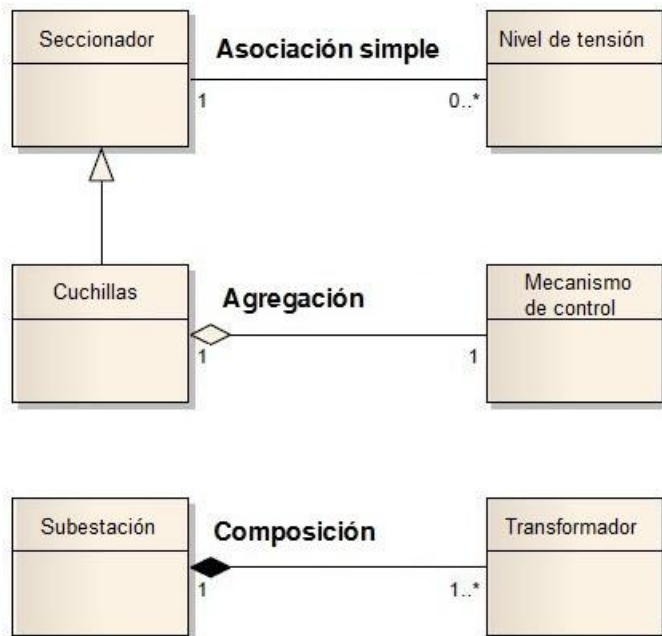 Seccionador
Asociación simple
Nivel de tensión
1
0..*
Cuchillas
Agregación
Mecanismo
de control
1
1
Subestación
Composición
Transformador
1
1..*